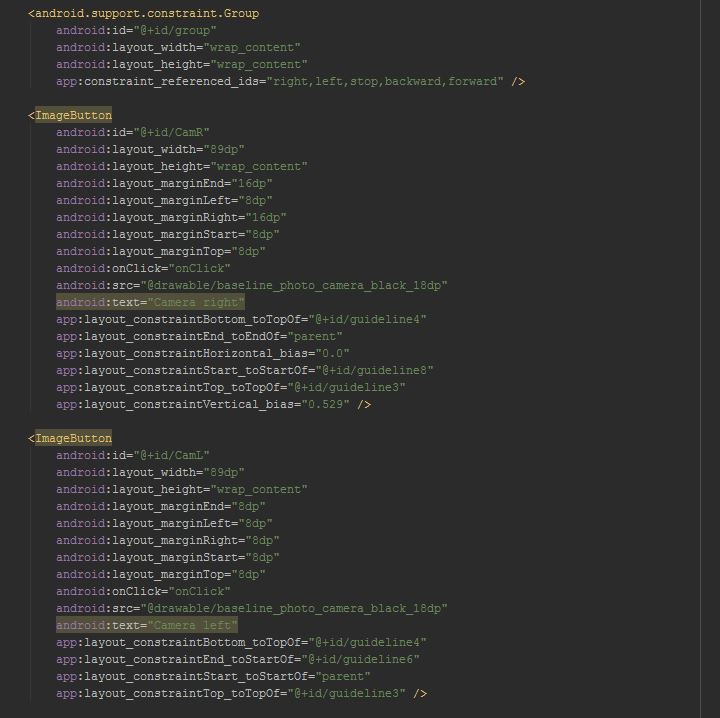 <android.support.constraint.Group
android:id="@+id/group"
android:layout_width="wrap_content"
android:layout_height="wrap_content"
app:constraint_referenced_ids="right,left,stop,backward,forward" />
<ImageButton
android:id="@+id/CamR"
android:layout_width="89dp"
android:layout_height="wrap_content"
android:layout_marginEnd="16dp"
android:layout_marginLeft="8dp"
android:layout_marginRight="16dp"
android:layout_marginStart="8dp"
android:layout_marginTop="8dp"
android:onClick="onClick"
android:src="@drawable/baseline_photo_camera_black_18dp"
android:text="Camera right"
app:layout_constraintBottom_toTopOf="@+id/guideline4"
app:layout_constraintEnd_toEndOf="parent"
app:layout_constraintHorizontal_bias="0.0"
app:layout_constraintStart_toStartOf="@+id/guideline8"
app:layout_constraintTop_toTopOf="@+id/guideline3"
app:layout_constraintVertical_bias="0.529" />
<ImageButton
android:id="@+id/CamL"
android:layout_width="89dp"
android:layout_height="wrap_content"
android:layout_marginEnd="8dp"
android:layout_marginLeft="8dp"
android:layout_marginRight="8dp"
android:layout_marginStart="8dp"
android:layout_marginTop="8dp"
android:onClick="onClick"
android:src="@drawable/baseline_photo_camera_black_18dp"
android:text="Camera left"
app:layout_constraintBottom_toTopOf="@+id/guideline4"
app:layout_constraintEnd_toStartOf="@+id/guideline6"
app:layout_constraintStart_toStartOf="parent"
app:layout_constraintTop_toTopOf="@+id/guideline3" />